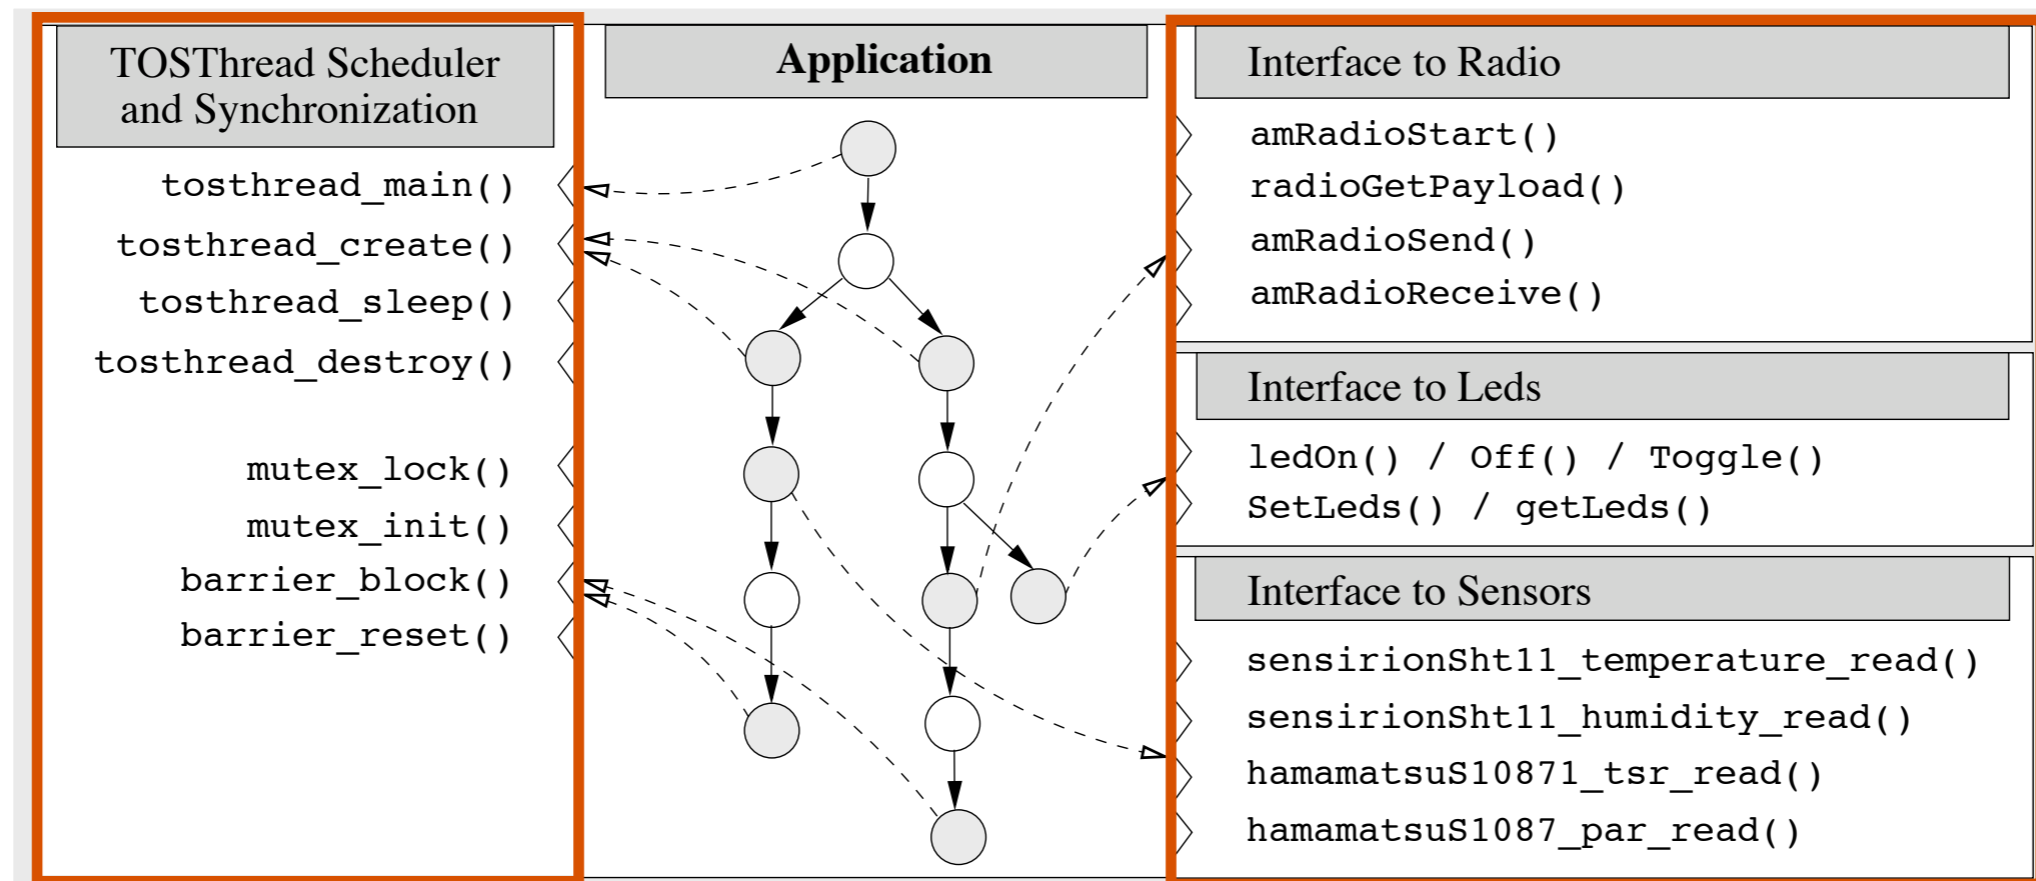 TOSThread Scheduler
and Synchronization
tosthread_main()
tosthread_create()
tosthread_sleep()
tosthread_destroy()
mutex_lock()
mutex_init()
barrier_block()
barrier_reset()
Application
Interface to Radio
amRadioStart()
radioGetPayload()
amRadioSend()
amRadioReceive()
Interface to Leds
ledOn() / Off() / Toggle()
SetLeds() / getLeds()
Interface to Sensors
sensirionSht11_temperature_read()
sensirionSht11_humidity_read()
hamamatsuS10871_tsr_read()
hamamatsuS1087_par_read()